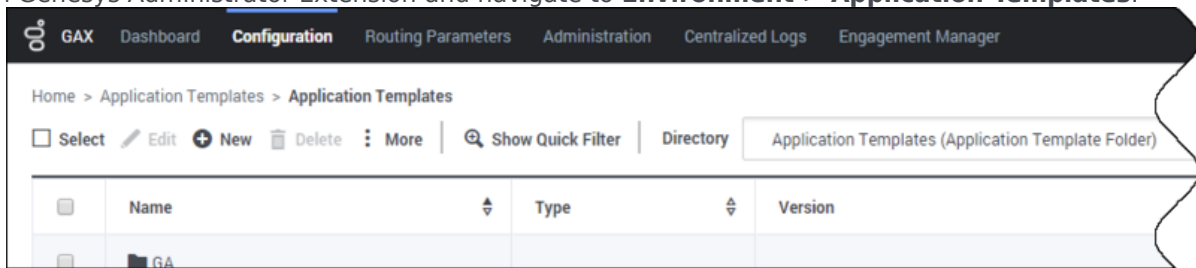 Genesys Administrator Extension and navigate to Environment > Application Templates.
GAX Dashboard Configuration Routing Parameters Administration Centralized Logs Engagement Manager
Home > Application Templates > Application Templates
Select Edit New Delete More Show Quick Filter Directory Application Templates (Application Template Folder)
Name Type Version
GA